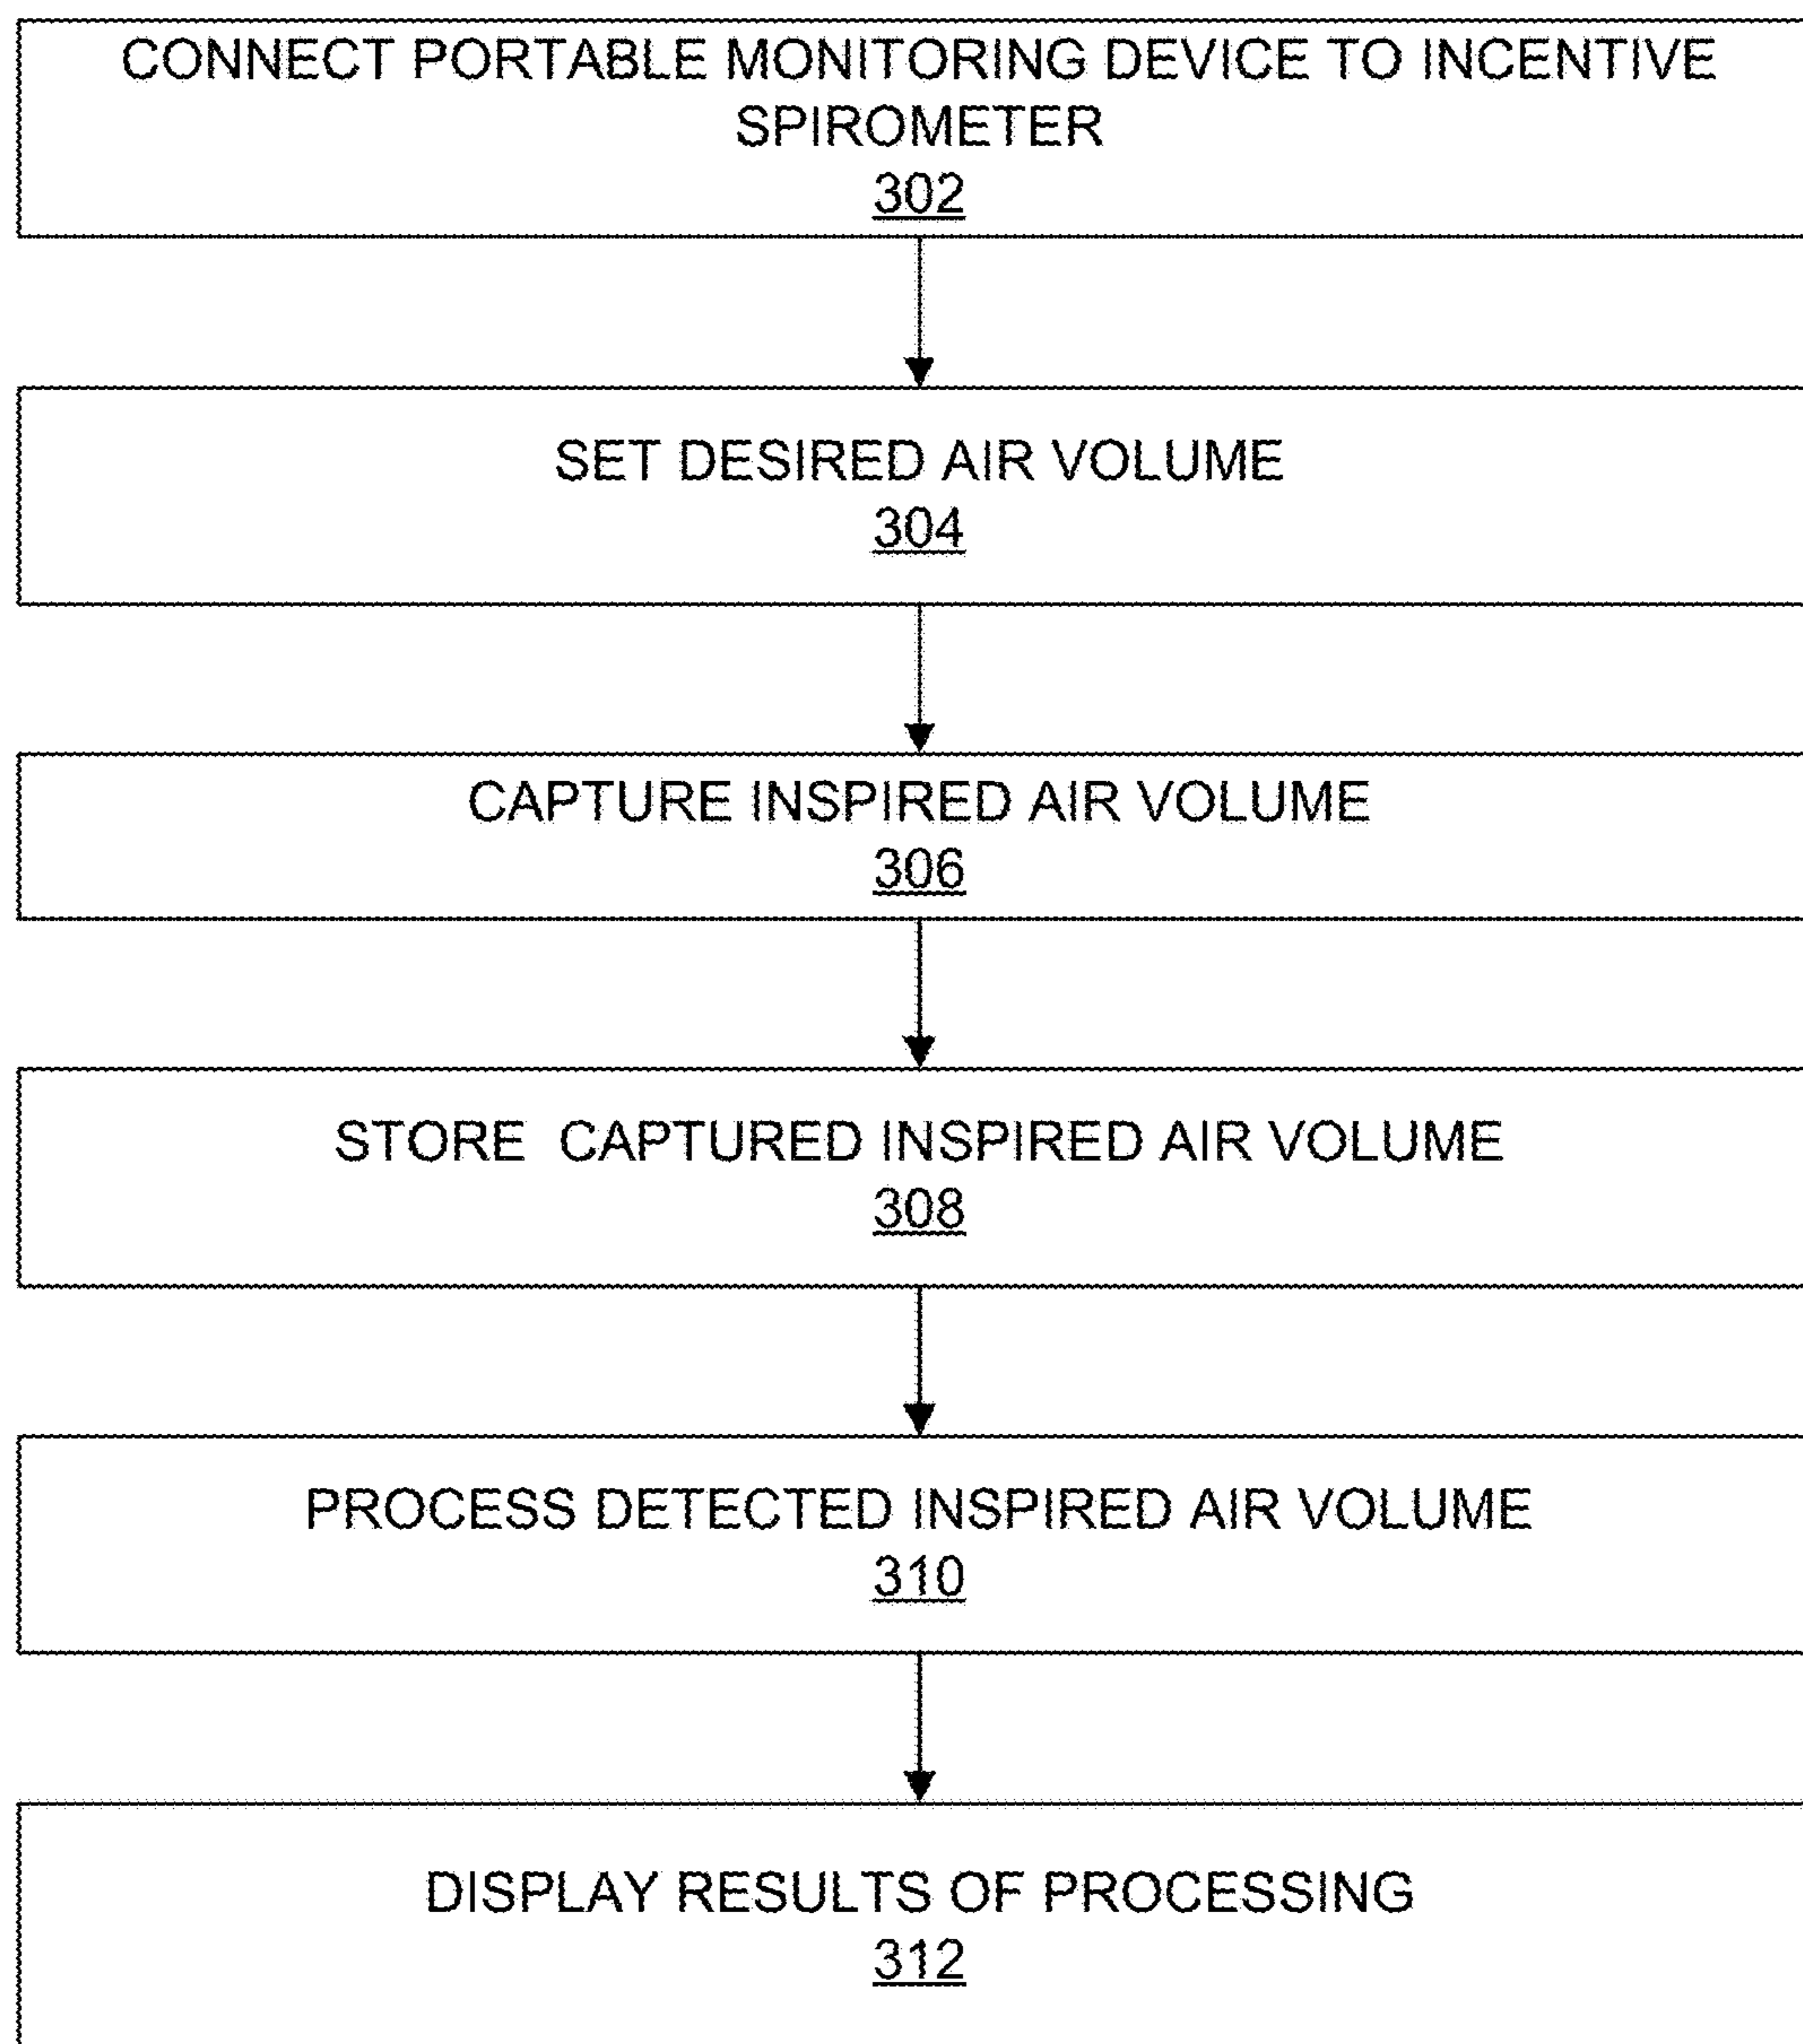 CONNECT PORTABLE MONITORING DEVICE TO INCENTIVE
SPIROMETER
302
SET DESIRED AIR VOLUME
304
CAPTURE INSPIRED AIR VOLUME
306
STORE CAPTURED INSPIRED AIR VOLUME
308
PROCESS DETECTED INSPIRED AIR VOLUME
310
DISPLAY RESULTS OF PROCESSING
312